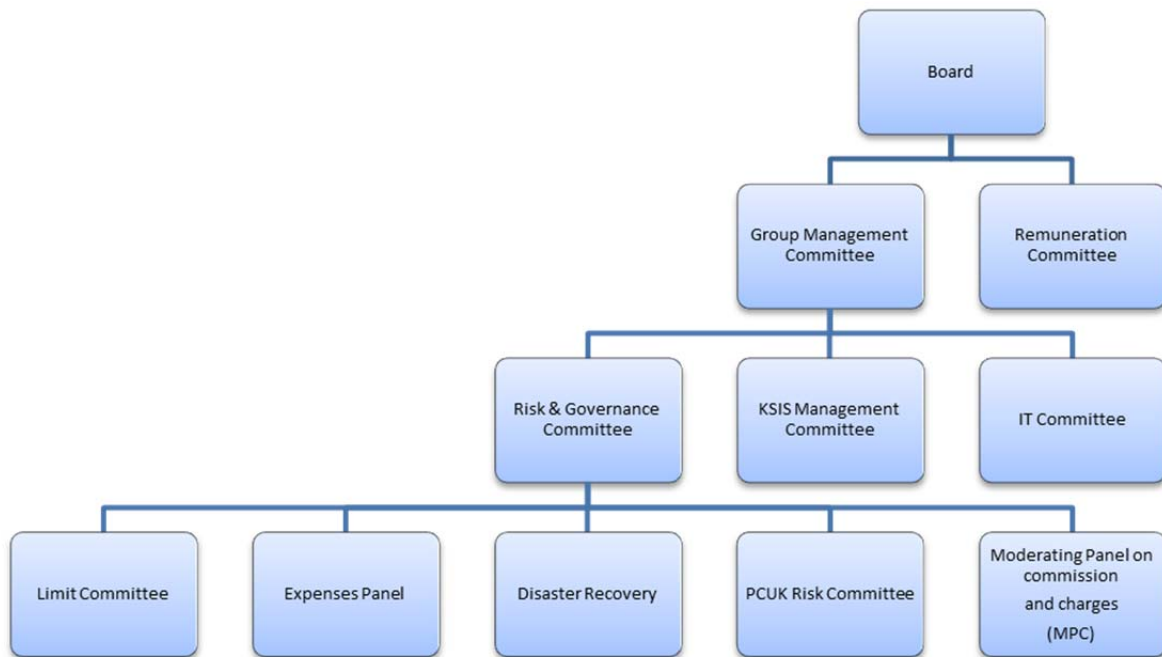 Board
Group Management
Committee
Remuneration
Committee
Risk & Governance
Committee
KSIS Management
Committee
IT Committee
Limit Committee
Expenses Panel
Disaster Recovery
PCUK Risk Committee
Moderating Panel on
commission
and charges
(MPC)